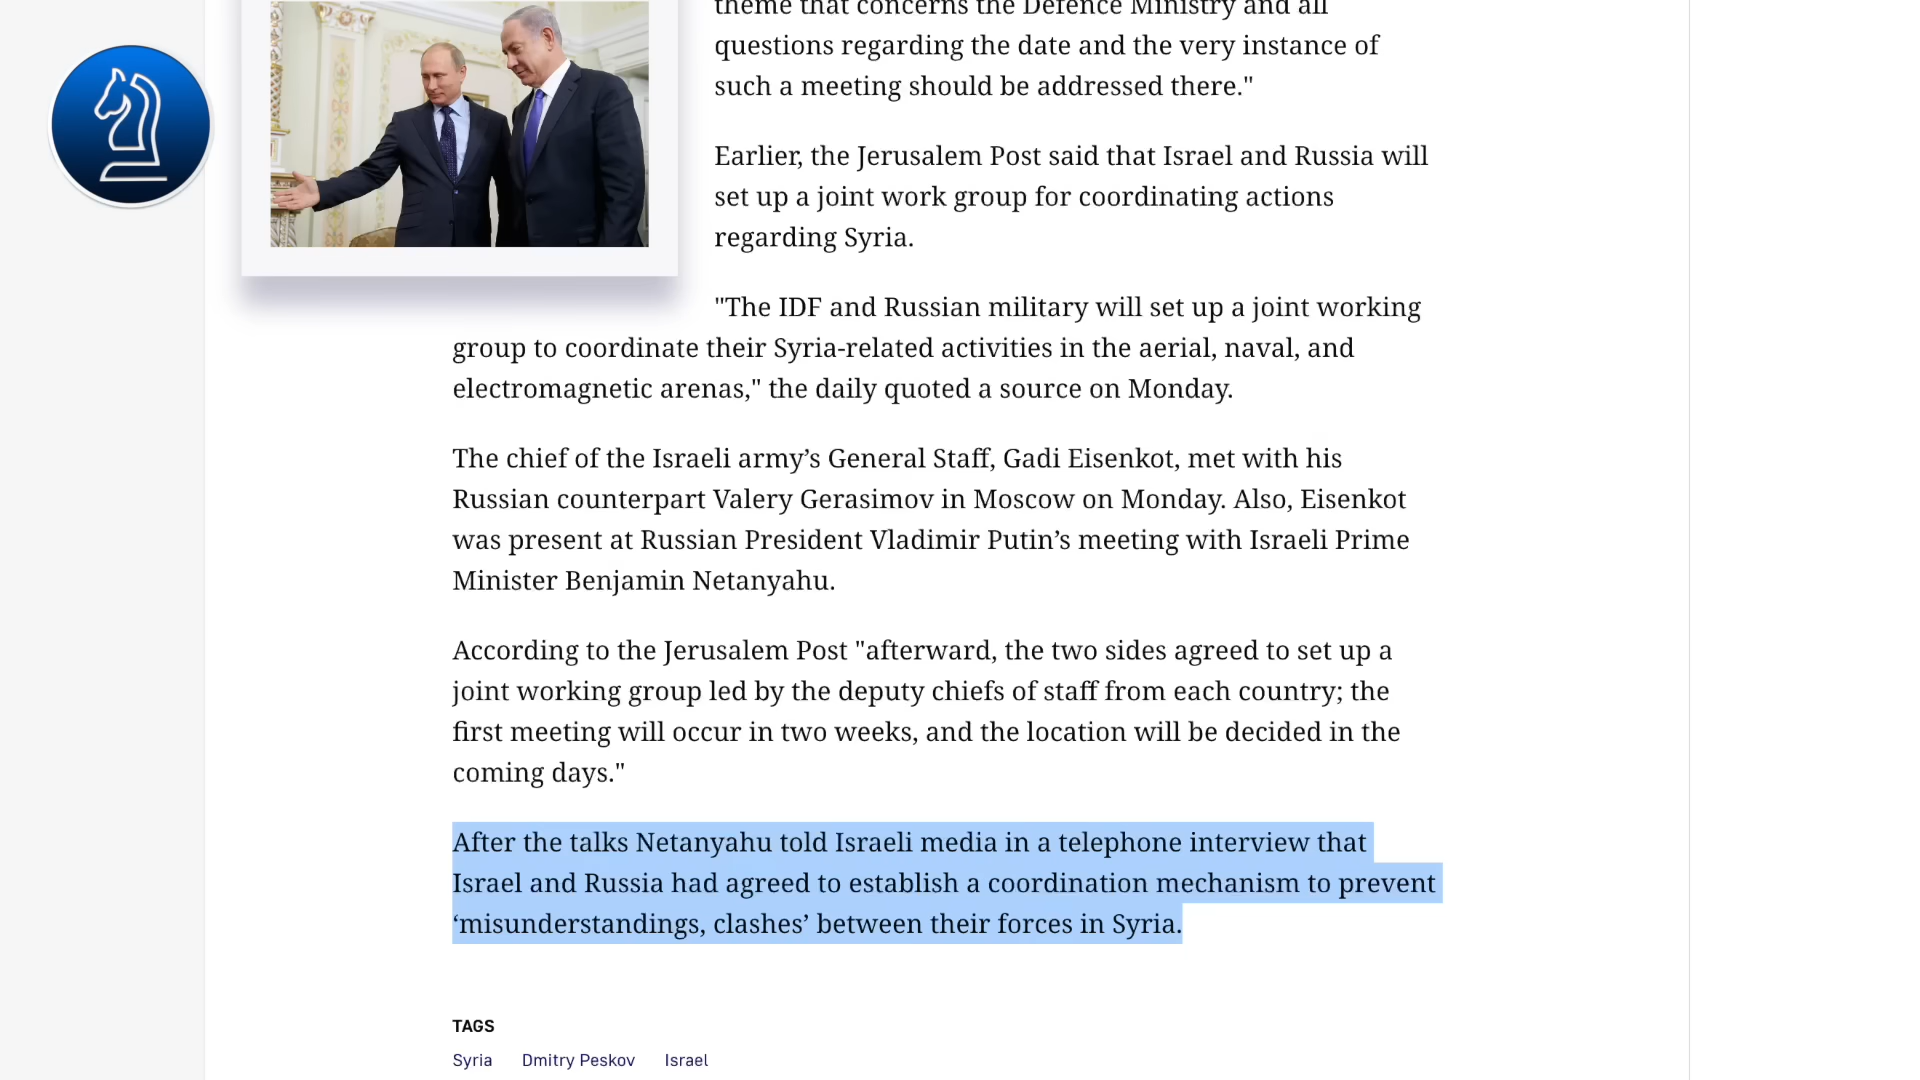 theme that concerns the Defence Ministry and all
questions regarding the date and the very instance of
such a meeting should be addressed there."
Earlier, the Jerusalem Post said that Israel and Russia will
set up a joint work group for coordinating actions
regarding Syria.
"The IDF and Russian military will set up a joint working
group to coordinate their Syria-related activities in the aerial, naval, and
electromagnetic arenas," the daily quoted a source on Monday.
The chief of the Israeli army’s General Staff, Gadi Eisenkot, met with his
Russian counterpart Valery Gerasimov in Moscow on Monday. Also, Eisenkot
was present at Russian President Vladimir Putin’s meeting with Israeli Prime
Minister Benjamin Netanyahu.
According to the Jerusalem Post "afterward, the two sides agreed to set up a
joint working group led by the deputy chiefs of staff from each country; the
first meeting will occur in two weeks, and the location will be decided in the
coming days."
After the talks Netanyahu told Israeli media in a telephone interview that
Israel and Russia had agreed to establish a coordination mechanism to prevent
‘misunderstandings, clashes’ between their forces in Syria.
TAGS
Syria Dmitry Peskov Israel